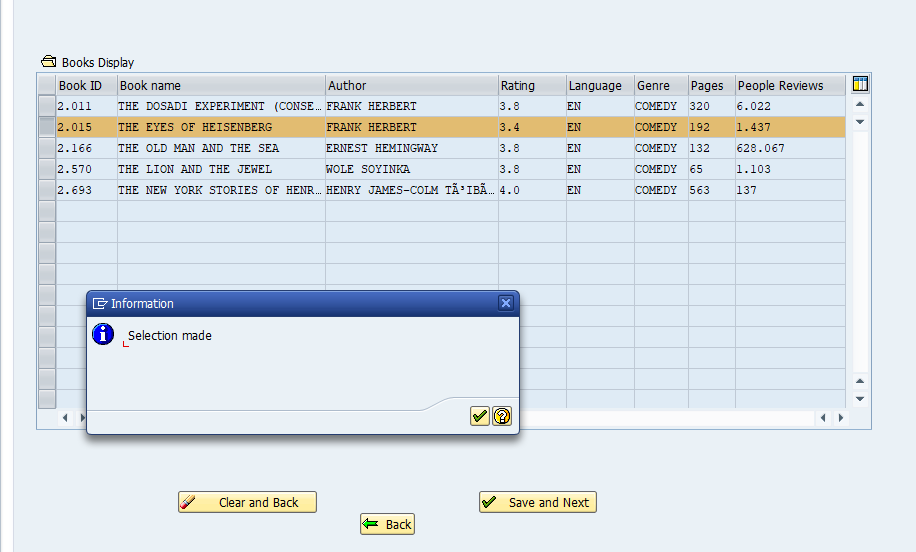 Books Display
Book ID Book name Author Rating Language Genre Pages People Reviews
2.011 THE DOSADI EXPERIMENT (CONSE… FRANK HERBERT 3.8 EN COMEDY 320 6.022
2.015 THE EYES OF HEISENBERG FRANK HERBERT 3.4 EN COMEDY 192 1.437
2.166 THE OLD MAN AND THE SEA ERNEST HEMINGWAY 3.8 EN COMEDY 132 628.067
2.570 THE LION AND THE JEWEL WOLE SOYINKA 3.8 EN COMEDY 65 1.103
2.693 THE NEW YORK STORIES OF HENR… HENRY JAMES-COLM TÃ³IBÃ… 4.0 EN COMEDY 563 137
Information
Selection made
Clear and Back
Save and Next
Back